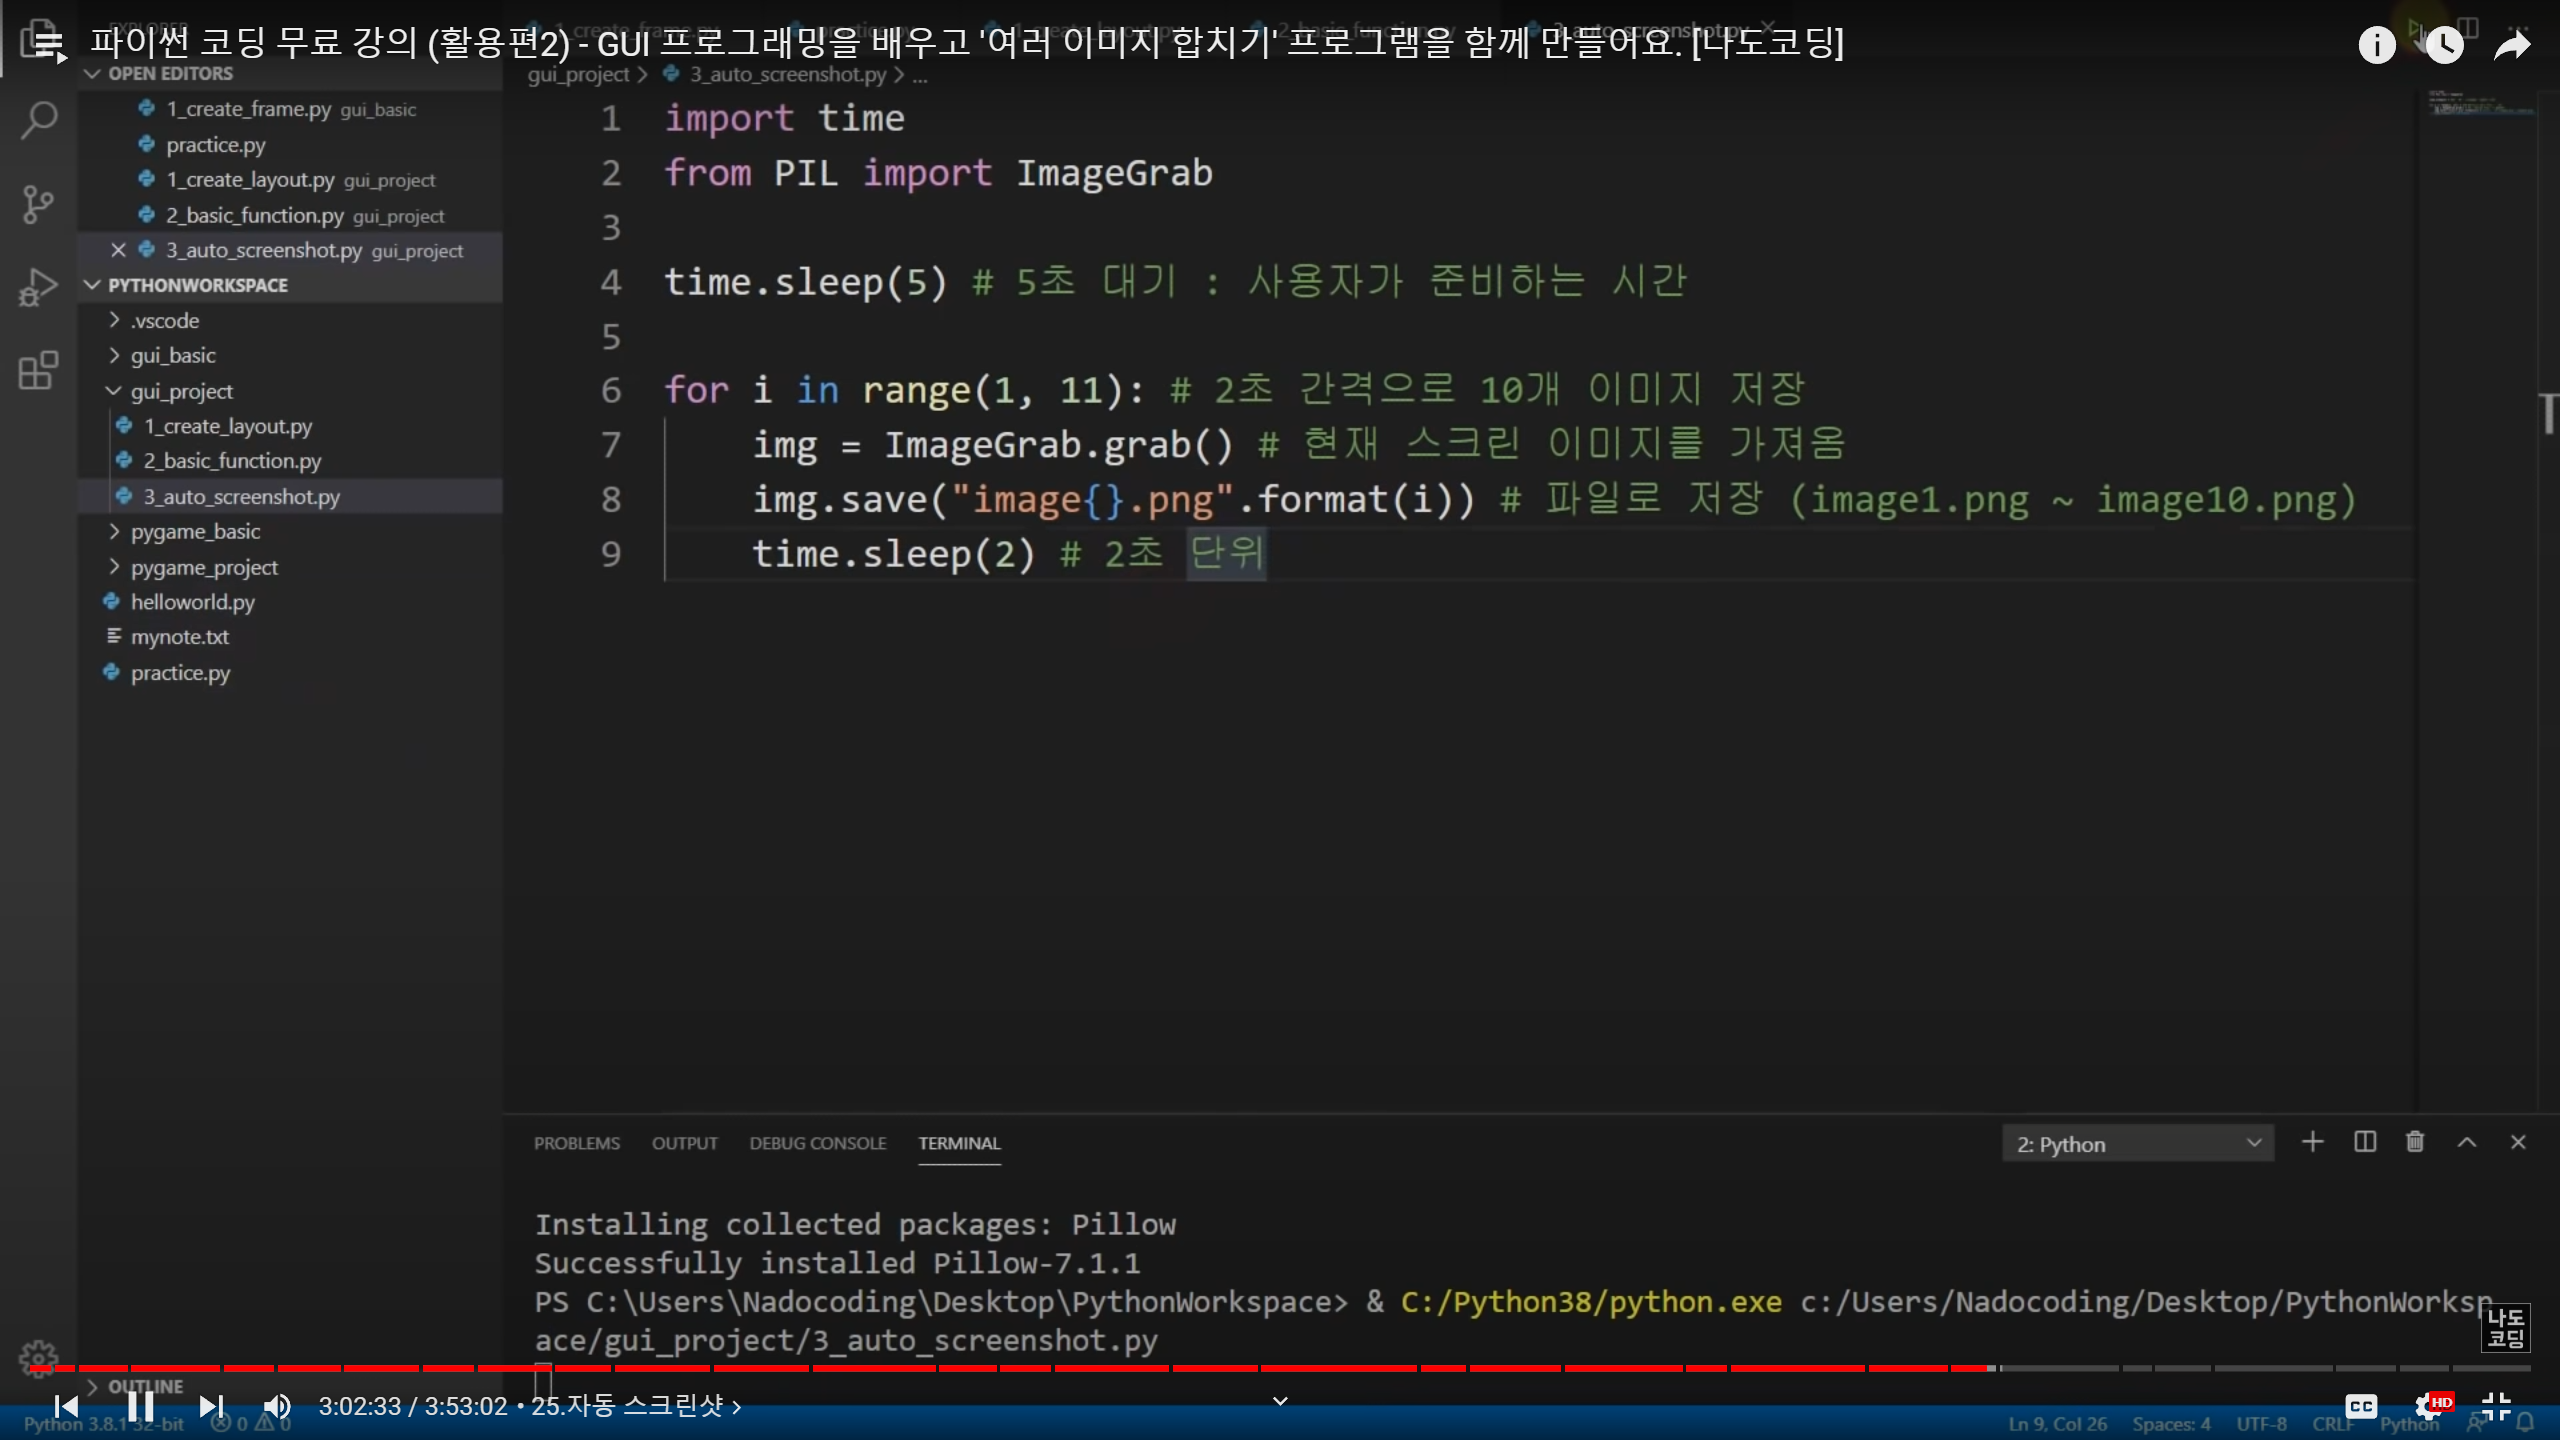 파이썬 코딩 무료 강의 (활용편2) - GUI 프로그래밍을 배우고 '여러 이미지 합치기' 프로그램을 함께 만들어요. [나도코딩]
EXPLORER
1_create_frame.py practice.py 1_create_layout.py 2_basic_function.py 3_auto_screenshot.py
OPEN EDITORS
gui_project > 3_auto_screenshot.py > ...
1_create_frame.py gui_basic
practice.py
1_create_layout.py gui_project
2_basic_function.py gui_project
3_auto_screenshot.py gui_project
PYTHONWORKSPACE
.vscode
gui_basic
gui_project
1_create_layout.py
2_basic_function.py
3_auto_screenshot.py
pygame_basic
pygame_project
helloworld.py
mynote.txt
practice.py
1 import time
2 from PIL import ImageGrab
3
4 time.sleep(5) # 5초 대기 : 사용자가 준비하는 시간
5
6 for i in range(1, 11): # 2초 간격으로 10개 이미지 저장
7 img = ImageGrab.grab() # 현재 스크린 이미지를 가져옴
8 img.save("image{}.png".format(i)) # 파일로 저장 (image1.png ~ image10.png)
9 time.sleep(2) # 2초 단위
PROBLEMS OUTPUT DEBUG CONSOLE TERMINAL 2: Python
Installing collected packages: Pillow
Successfully installed Pillow-7.1.1
PS C:\Users\Nadocoding\Desktop\PythonWorkspace> & C:/Python38/python.exe c:/Users/Nadocoding/Desktop/PythonWorksp
ace/gui_project/3_auto_screenshot.py
나도
코딩
OUTLINE
3:02:33 / 3:53:02 • 25.자동 스크린샷 >
CC HD
Python 3.8.1 32-bit 0 0 Ln 9, Col 26 Spaces: 4 UTF-8 CRLF Python